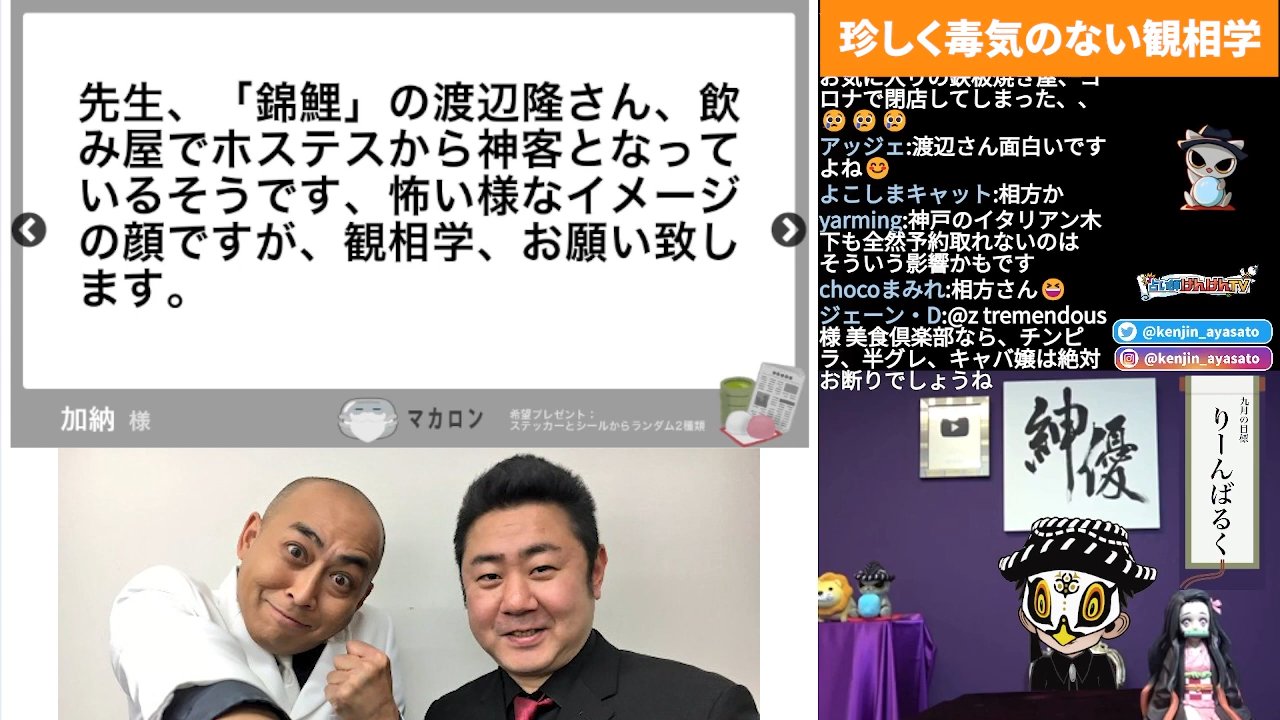 先生、「錦鯉」の渡辺隆さん、飲
み屋でホステスから神客となって
いるそうです、怖い様なイメージ
の顔ですが、観相学、お願い致し
ます。
加納 様
マカロン
希望プレゼント：
ステッカーとシールからランダム2種類
珍しく毒気のない観相学
お気に入りの鉄板焼き屋、コ
ロナで閉店してしまった、、
😢😢😢
アッジェ:渡辺さん面白いです
よね😊
よこしまキャット:相方か
yarming:神戸のイタリアン木
下も全然予約取れないのは
そういう影響かもです
chocoまみれ:相方さん😆
ジェーン・D:@z tremendous
様 美食倶楽部なら、チンピ
ラ、半グレ、キャバ嬢は絶対
お断りでしょうね
占い師けんけんTV
@kenjin_ayasato
@kenjin_ayasato
紳優
九月の目標
りーんばるく